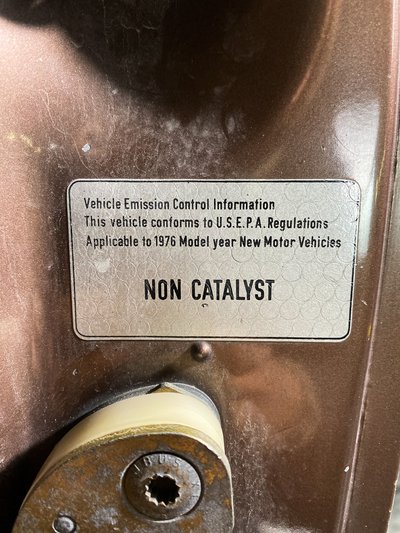 Vehicle Emission Control Information
This vehicle conforms to U.S.E.P.A. Regulations
Applicable to 1976 Model year New Motor Vehicles
NON CATALYST